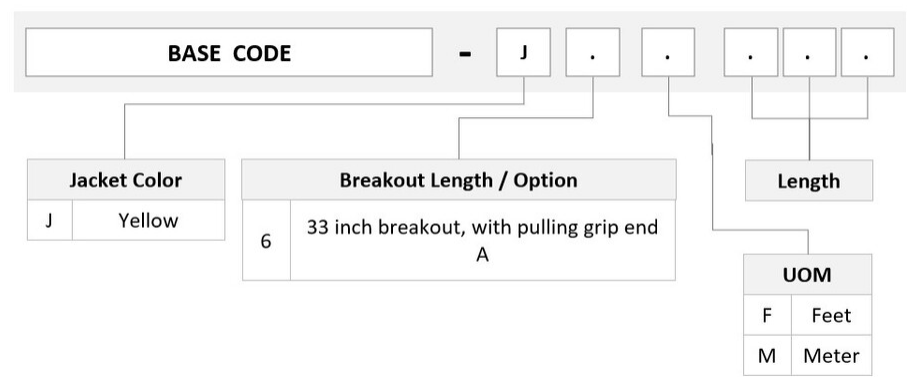 BASE CODE - J . . . . .
Jacket Color
J Yellow
Breakout Length / Option
6 33 inch breakout, with pulling grip end
A
Length
UOM
F Feet
M Meter